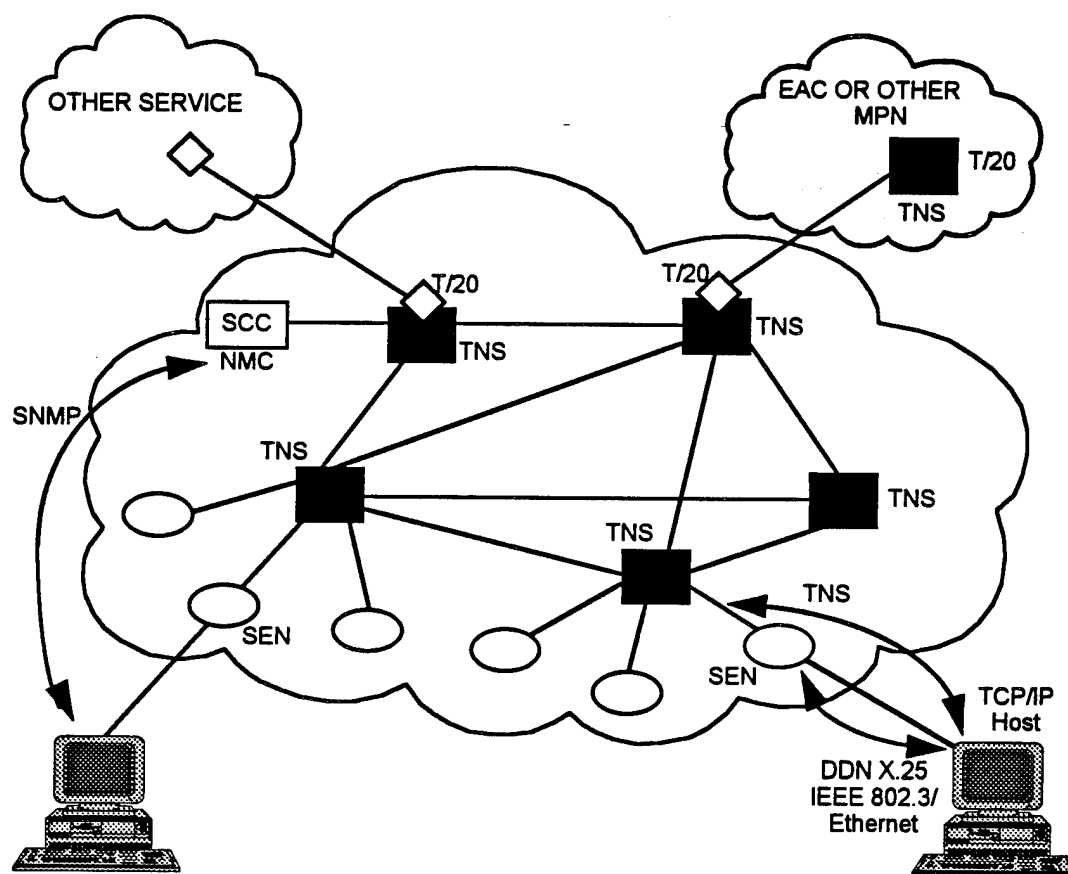 OTHER SERVICE
EAC OR OTHER
MPN
T/20
TNS
T/20
T/20
SCC
TNS
TNS
NMC
SNMP
TNS
TNS
TNS
TNS
SEN
SEN
TCP/IP
Host
DDN X.25
IEEE 802.3/
Ethernet